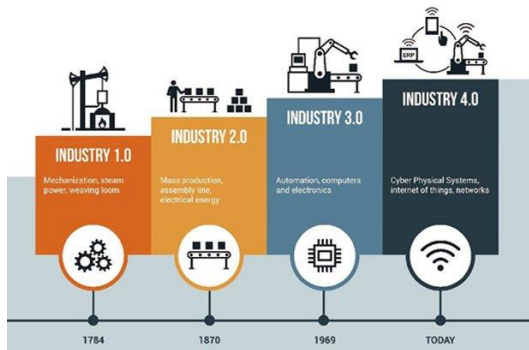 ERP
INDUSTRY 1.0
Mechanization, steam
power, weaving loom
INDUSTRY 2.0
Mass production,
assembly line,
electrical energy
INDUSTRY 3.0
Automation, computers
and electronics
INDUSTRY 4.0
Cyber Physical Systems,
internet of things, networks
1784
1870
1969
TODAY